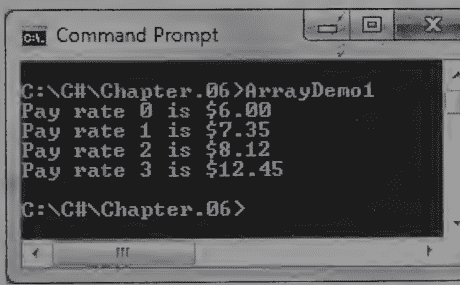 Command Prompt
C:\C#\Chapter.06>ArrayDemo1
Pay rate 0 is $6.00
Pay rate 1 is $7.35
Pay rate 2 is $8.12
Pay rate 3 is $12.45
C:\C#\Chapter.06>